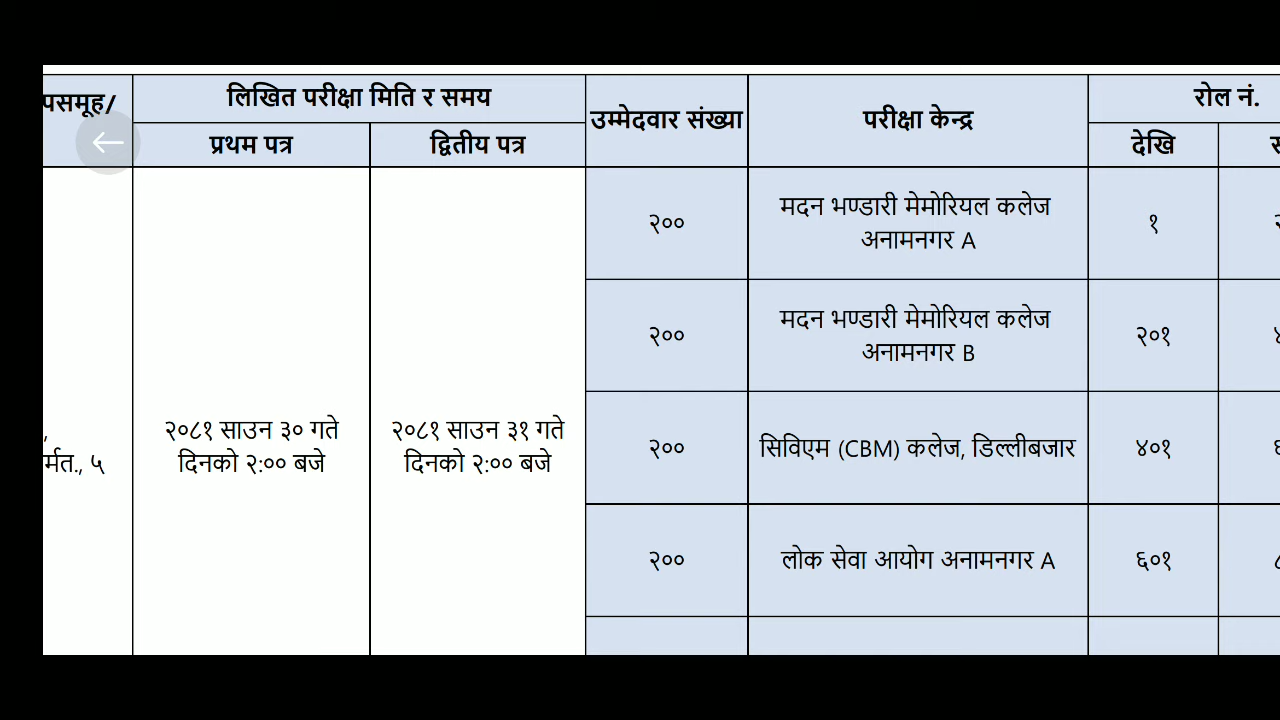 पसमूह/
लिखित परीक्षा मिति र समय
उम्मेदवार संख्या
परीक्षा केन्द्र
रोल नं.
प्रथम पत्र
द्वितीय पत्र
देखि
२००
मदन भण्डारी मेमोरियल कलेज
अनामनगर A
१
२००
मदन भण्डारी मेमोरियल कलेज
अनामनगर B
२०१
र्मत., ५
२०८१ साउन ३० गते
दिनको २:०० बजे
२०८१ साउन ३१ गते
दिनको २:०० बजे
२००
सिविएम (CBM) कलेज, डिल्लीबजार
४०१
२००
लोक सेवा आयोग अनामनगर A
६०१